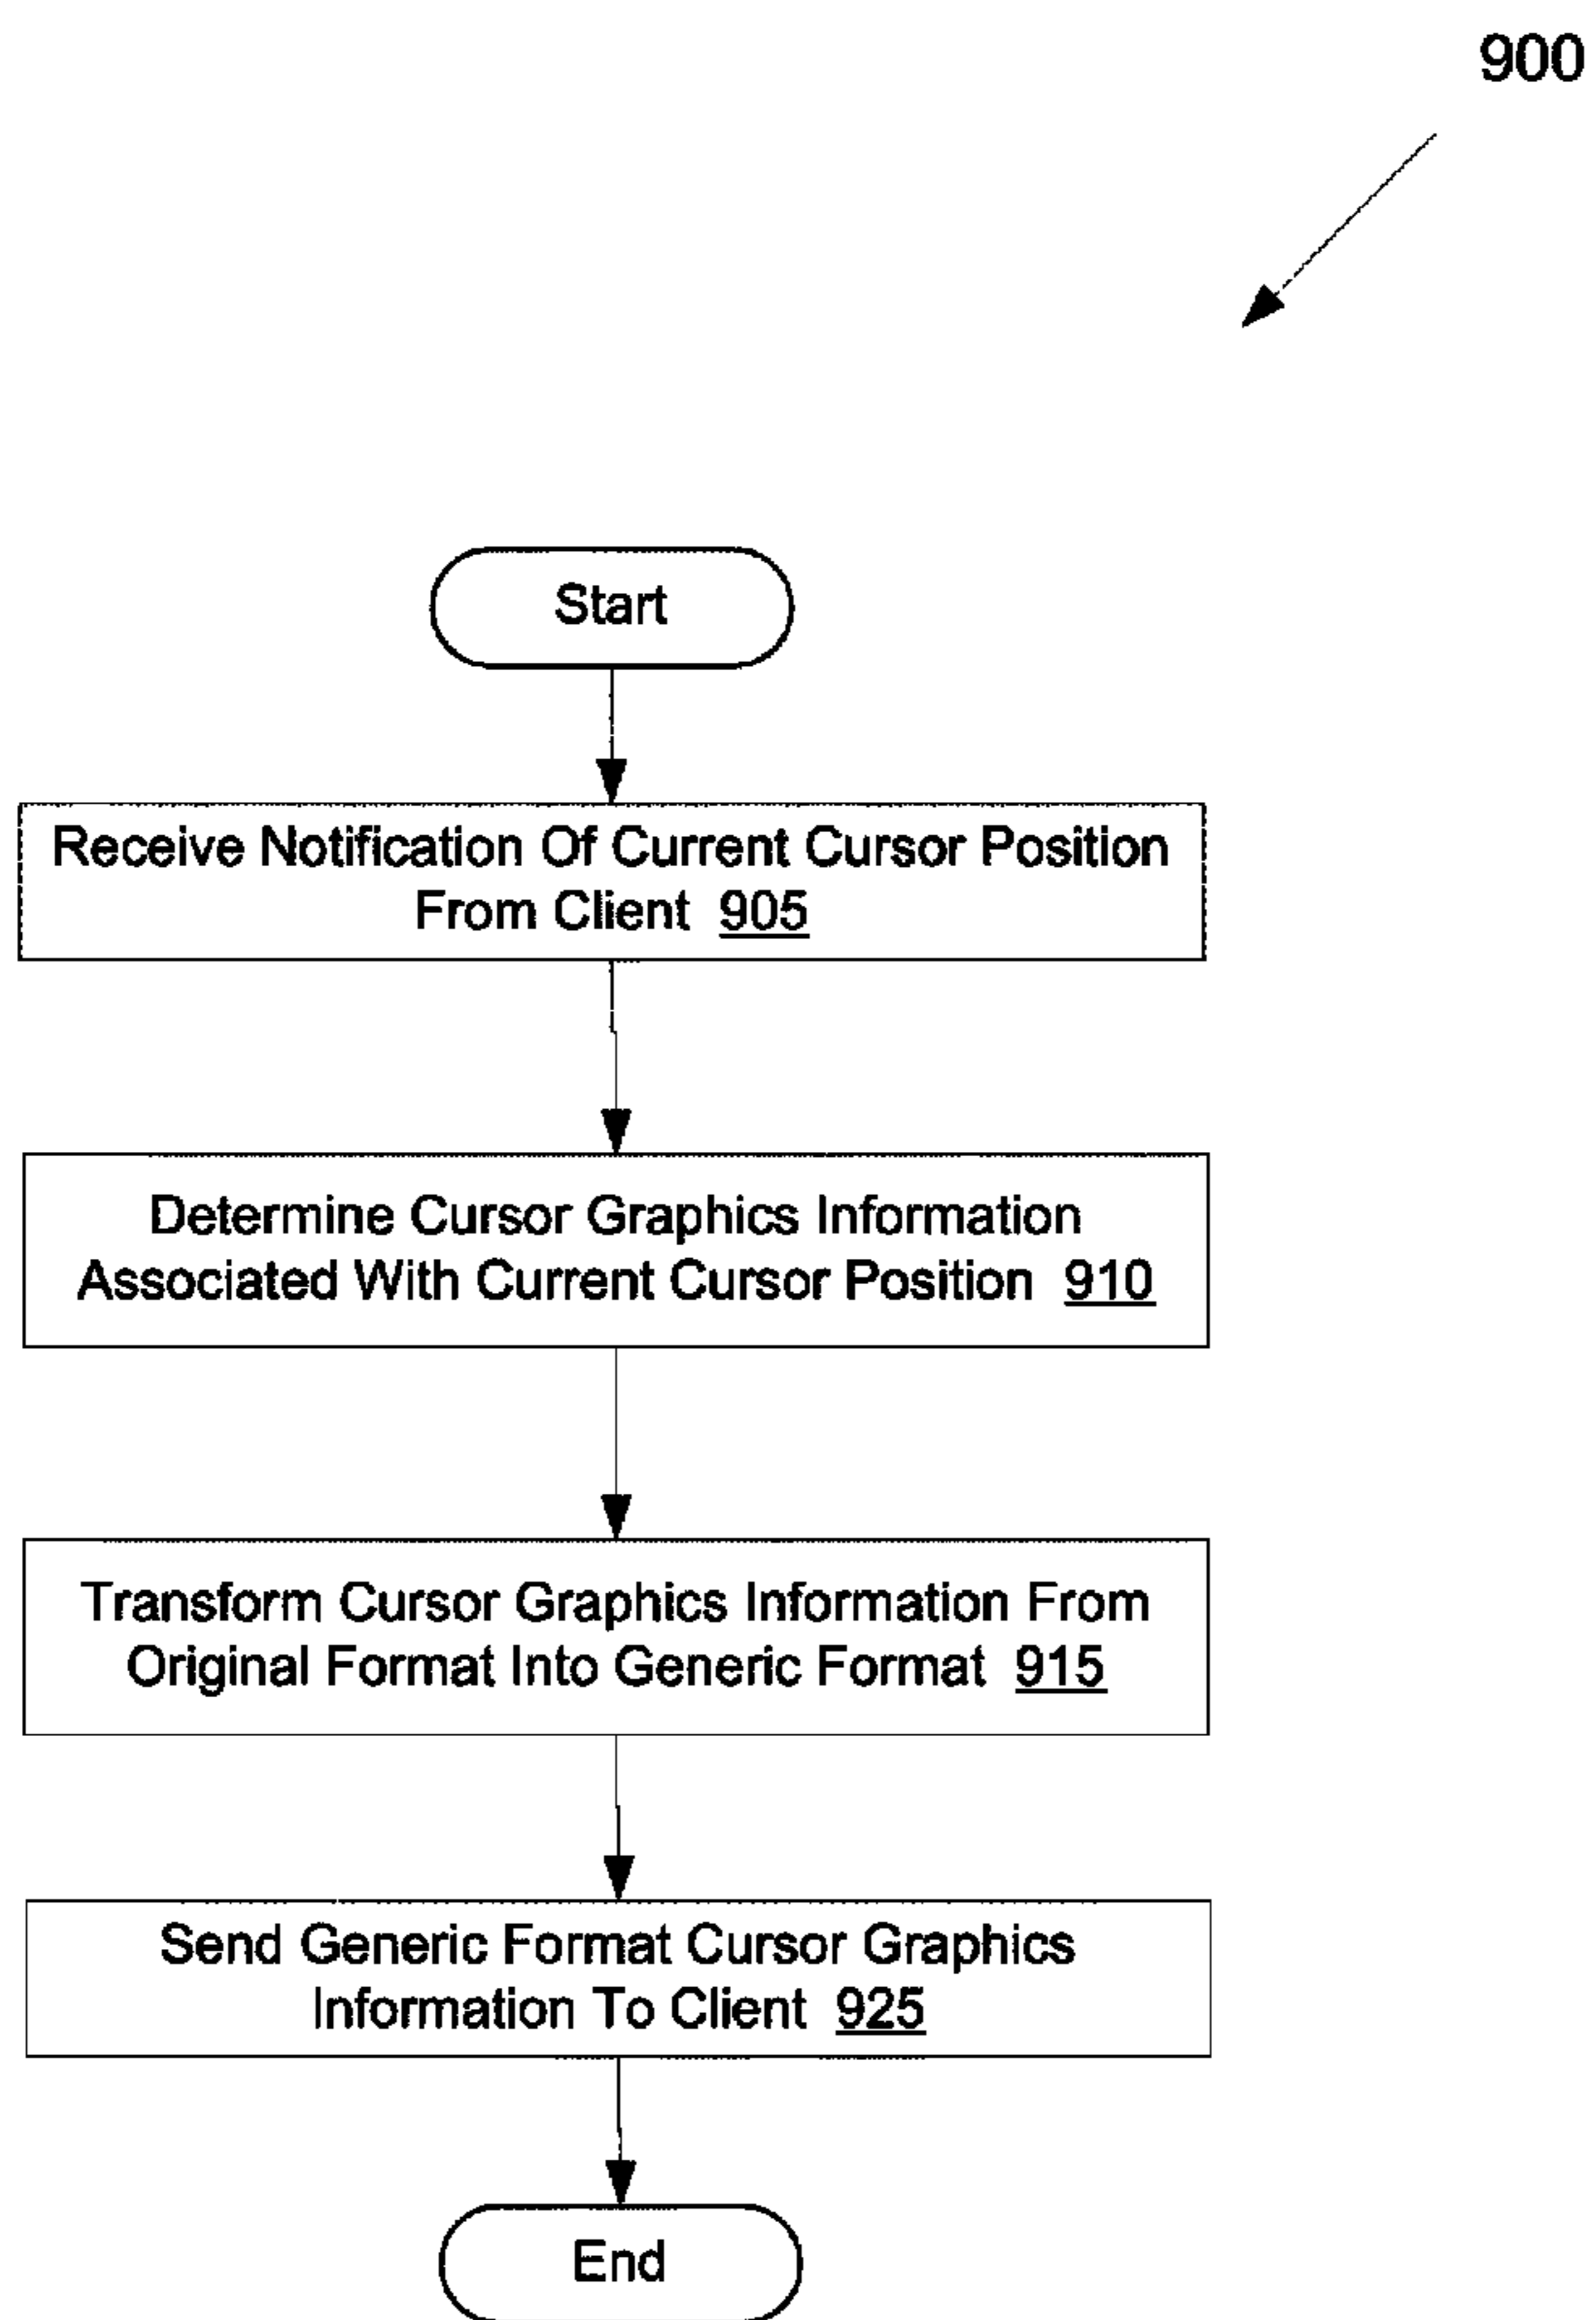 900
Start
Receive Notification Of Current Cursor Position
From Client 905
Determine Cursor Graphics Information
Associated With Current Cursor Position 910
Transform Cursor Graphics Information From
Original Format Into Generic Format 915
Send Generic Format Cursor Graphics
Information To Client 925
End